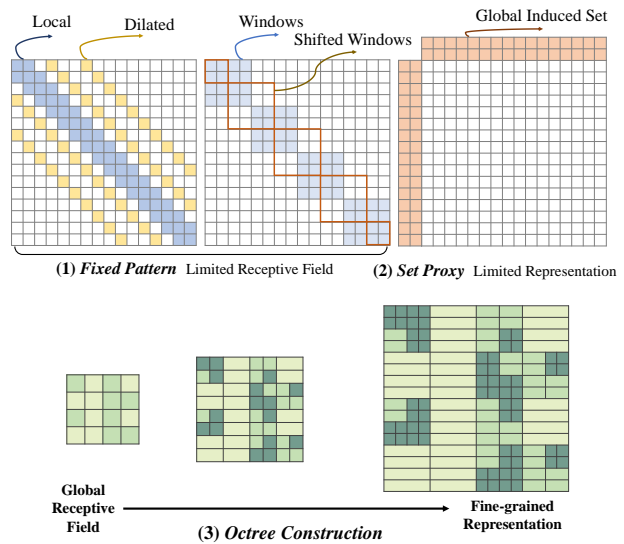 Local
Dilated
Windows
Shifted Windows
Global Induced Set
(1) Fixed Pattern Limited Receptive Field
(2) Set Proxy Limited Representation
Global
Receptive
Field
Fine-grained
Representation
(3) Octree Construction